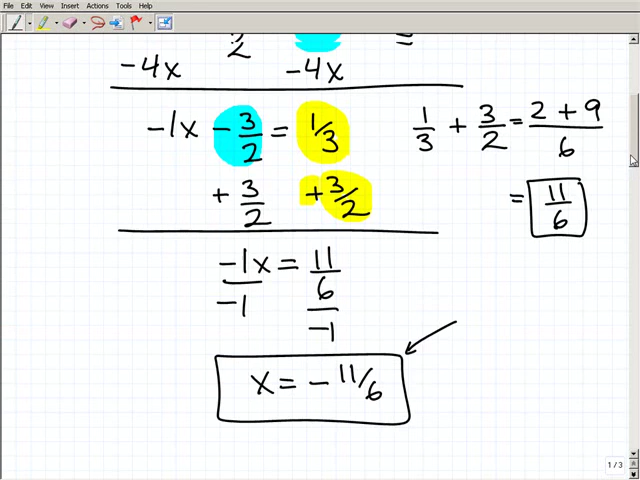 File Edit View Insert Actions Tools Help
2 =
-4x -4x
-1x - 3/2 = 1/3 1/3 + 3/2 = 2 + 9/6
+ 3/2 + 3/2 = 11/6
-1x/-1 = 11/6/-1
x = - 11/6
1 / 3